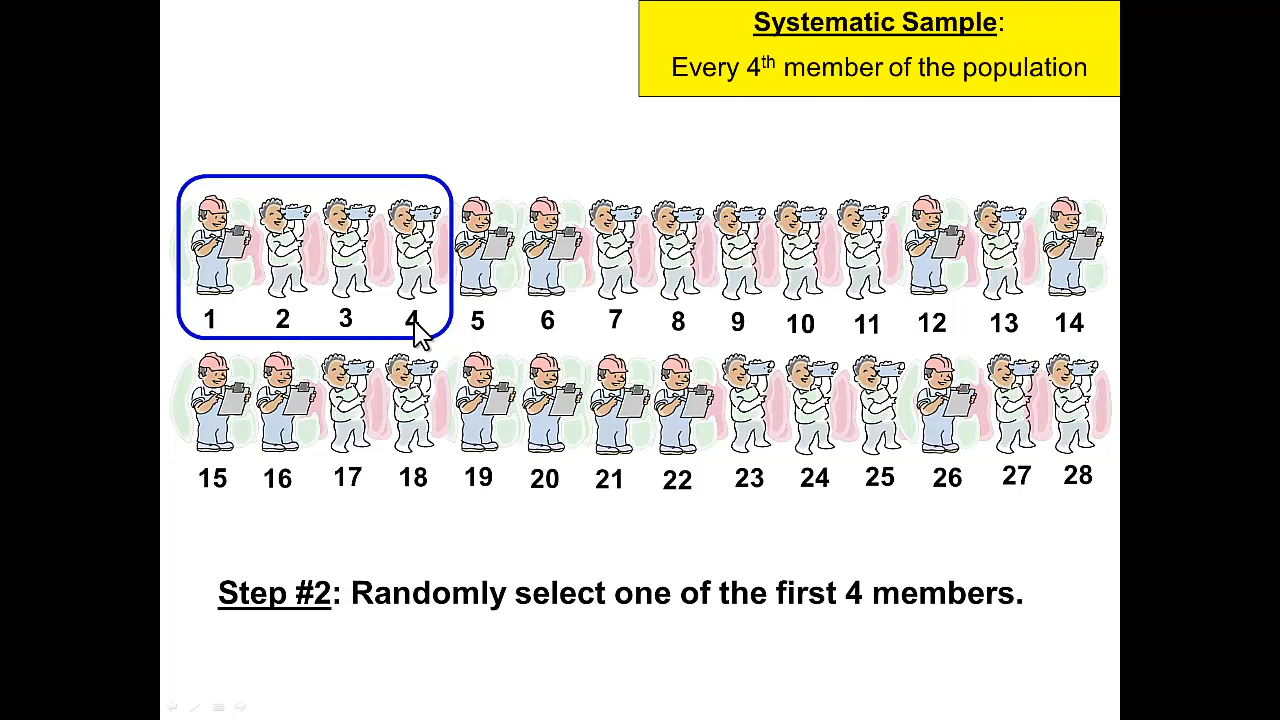 Systematic Sample:
Every 4th member of the population
1 2 3 4 5 6 7 8 9 10 11 12 13 14
15 16 17 18 19 20 21 22 23 24 25 26 27 28
Step #2: Randomly select one of the first 4 members.